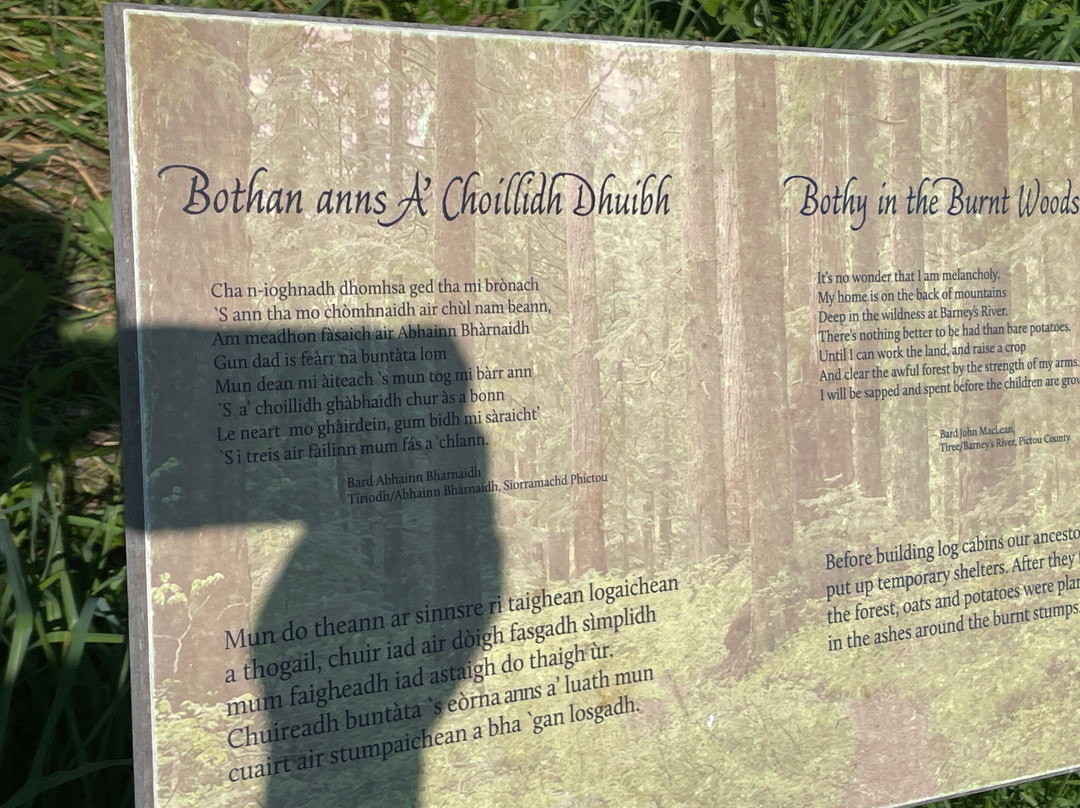 Bothan anns A' Choillidh Dhuibh
Cha n-ioghnadh dhomhsa ged tha mi brònach
`S ann tha mo chòmhnaidh air chùl nam beann,
Am meadhon fàsaich air Abhainn Bhàrnaidh
Gun dad is feàrr na buntàta lom
Mun dean mi àiteach `s mun tog mi bàrr ann
`S a' choillidh ghàbhaidh chur às a bonn
Le neart mo ghàirdein, gum bidh mi sàraicht'
`S i treis air fàilinn mum fás a `chlann.
Bard Abhainn Bharnaidh
Tiriodh/Abhainn Bhàrnaidh, Siorramachd Phictou
Mun do theann ar sinnsre ri taighean logaichean
a thogail, chuir iad air dòigh fasgadh sìmplidh
mum faigheadh iad astaigh do thaigh ùr.
Chuireadh buntàta `s eòrna anns a' luath mun
cuairt air stumpaichean a bha `gan losgadh.
Bothy in the Burnt Woods
It's no wonder that I am melancholy.
My home is on the back of mountains
Deep in the wildness at Barney's River.
There's nothing better to be had than bare potatoes.
Until I can work the land, and raise a crop
And clear the awful forest by the strength of my arms.
I will be sapped and spent before the children are
Bard John MacLean,
Tiree/Barney's River, Pictou County
Before building log cabins our
put up temporary shelters. After they
the forest, oats and potatoes were
in the ashes around the burnt stumps.